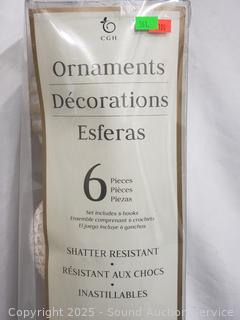 CGH
Ornaments
Décorations
Esferas
6
Pieces
Pièces
Piezas
Set includes 6 hooks
Ensemble comprenant 6 crochets
El juego incluye 6 ganchos
SHATTER RESISTANT
•
RÉSISTANT AUX CHOCS
•
INASTILLABLES
Copyright 2025 - Sound Auction Service